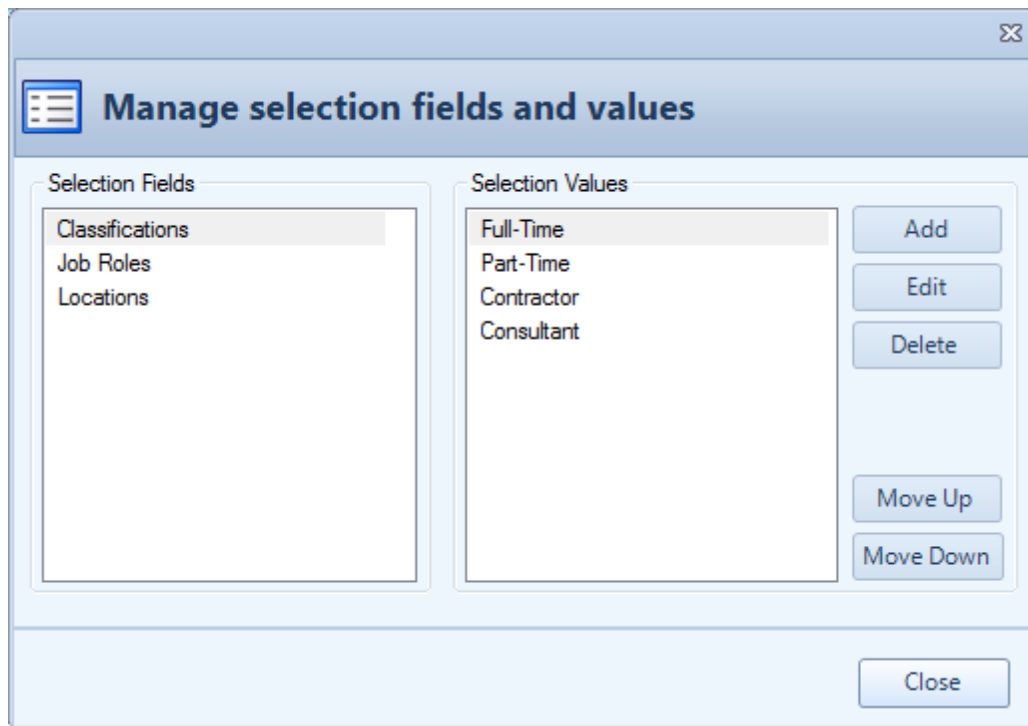 Manage selection fields and values
Selection Fields
Classifications
Job Roles
Locations
Selection Values
Full-Time
Part-Time
Contractor
Consultant
Add
Edit
Delete
Move Up
Move Down
Close